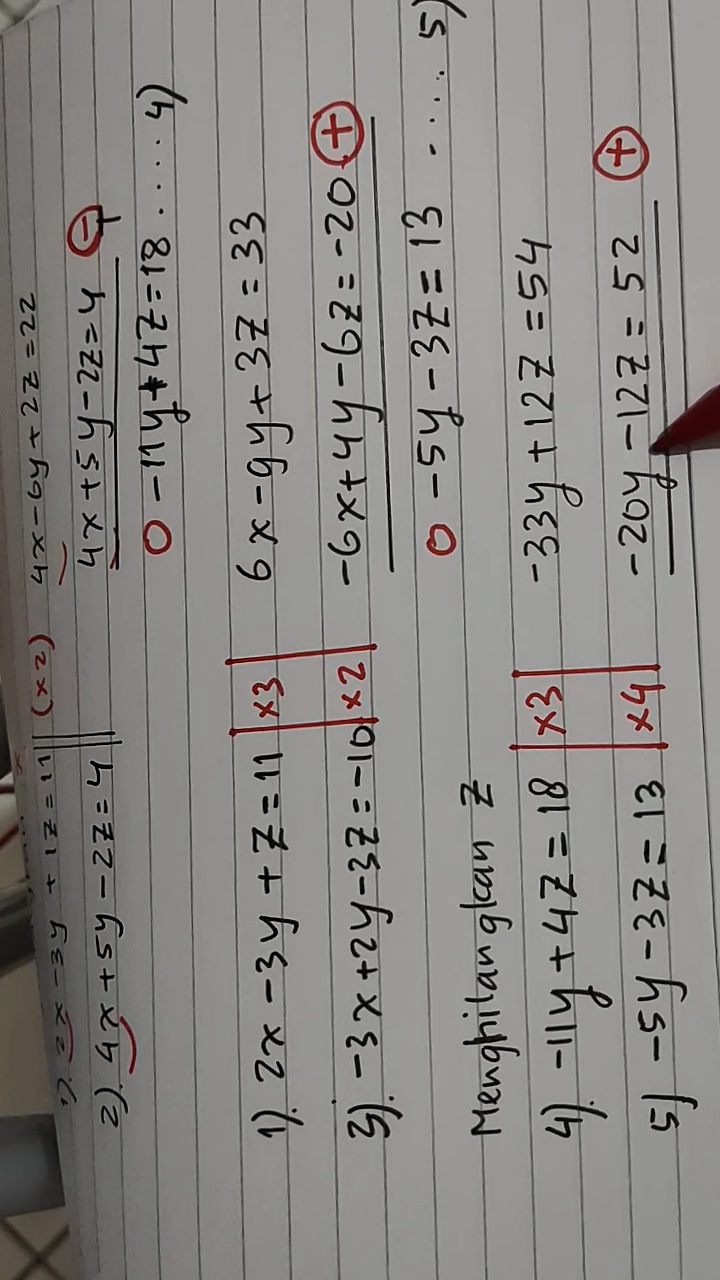 1). 2x - 3y + 1z = 11 (x2) 4x - 6y + 2z = 22
2). 4x + 5y - 2z = 4 4x + 5y - 2z = 4 -
0 -11y + 4z = 18 ..... 4)
1). 2x - 3y + z = 11 x3 6x - 9y + 3z = 33
3). -3x + 2y - 3z = -10 x2 -6x + 4y - 6z = -20 +
0 -5y - 3z = 13 ..... 5)
Menghilangkan z
4). -11y + 4z = 18 x3 -33y + 12z = 54
5) -5y - 3z = 13 x4 -20y - 12z = 52 +